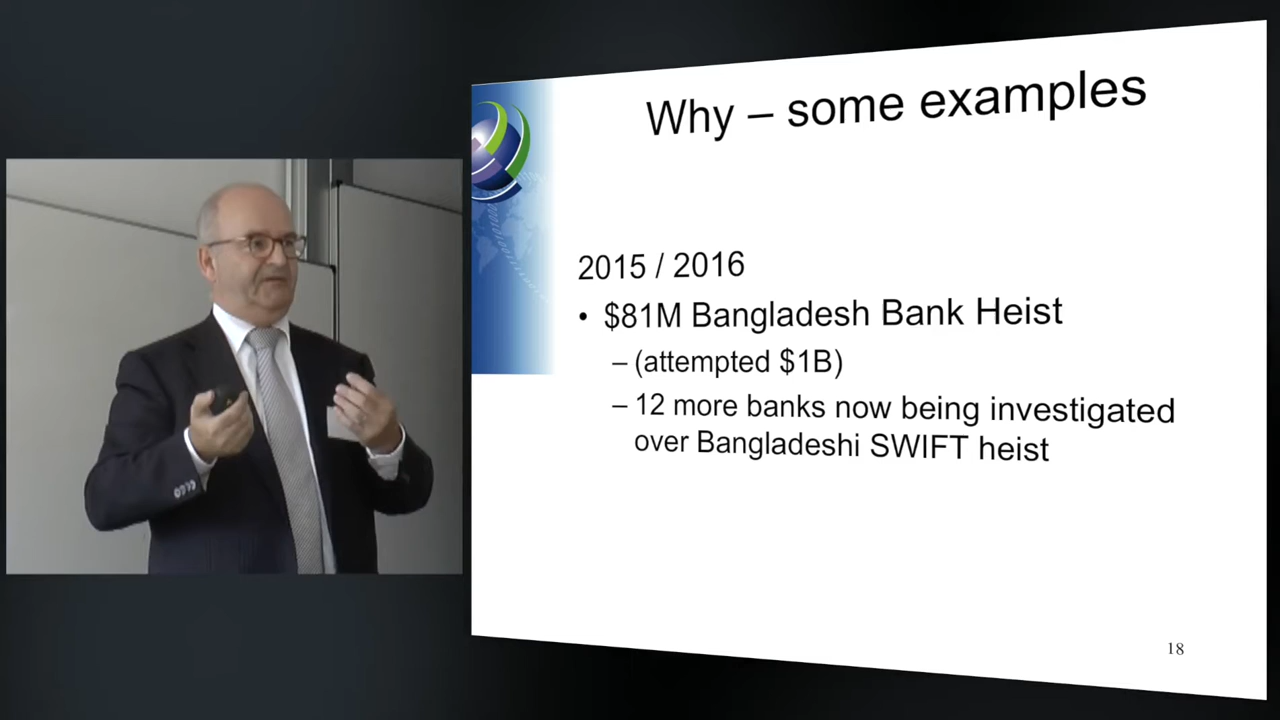 Why – some examples
2015 / 2016
• $81M Bangladesh Bank Heist
– (attempted $1B)
– 12 more banks now being investigated
over Bangladeshi SWIFT heist
18